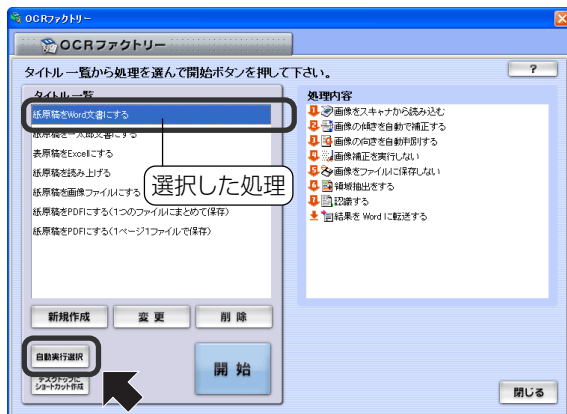 OCRファクトリー
OCRファクトリー
タイトル一覧から処理を選んで開始ボタンを押して下さい。
?
タイトル一覧
紙原稿をWord文書にする
紙原稿を一太郎文書にする
表原稿をExcelにする
紙原稿を読み上げる
紙原稿を画像ファイルにする
紙原稿をPDFにする(1つのファイルにまとめて保存)
紙原稿をPDFにする(1ページ1ファイルで保存)
選択した処理
処理内容
画像をスキャナから読み込む
画像の傾きを自動で補正する
画像の向きを自動判別する
画像補正を実行しない
画像をファイルに保存しない
領域抽出をする
認識する
結果を Word に転送する
新規作成
変 更
削 除
自動実行選択
デスクトップに
ショートカット作成
開 始
閉じる